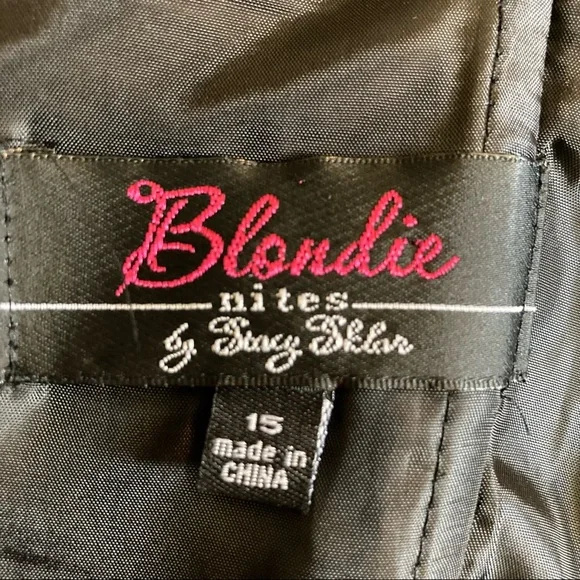 Blondie
nites
by Stacy Sklar
15
made in
CHINA